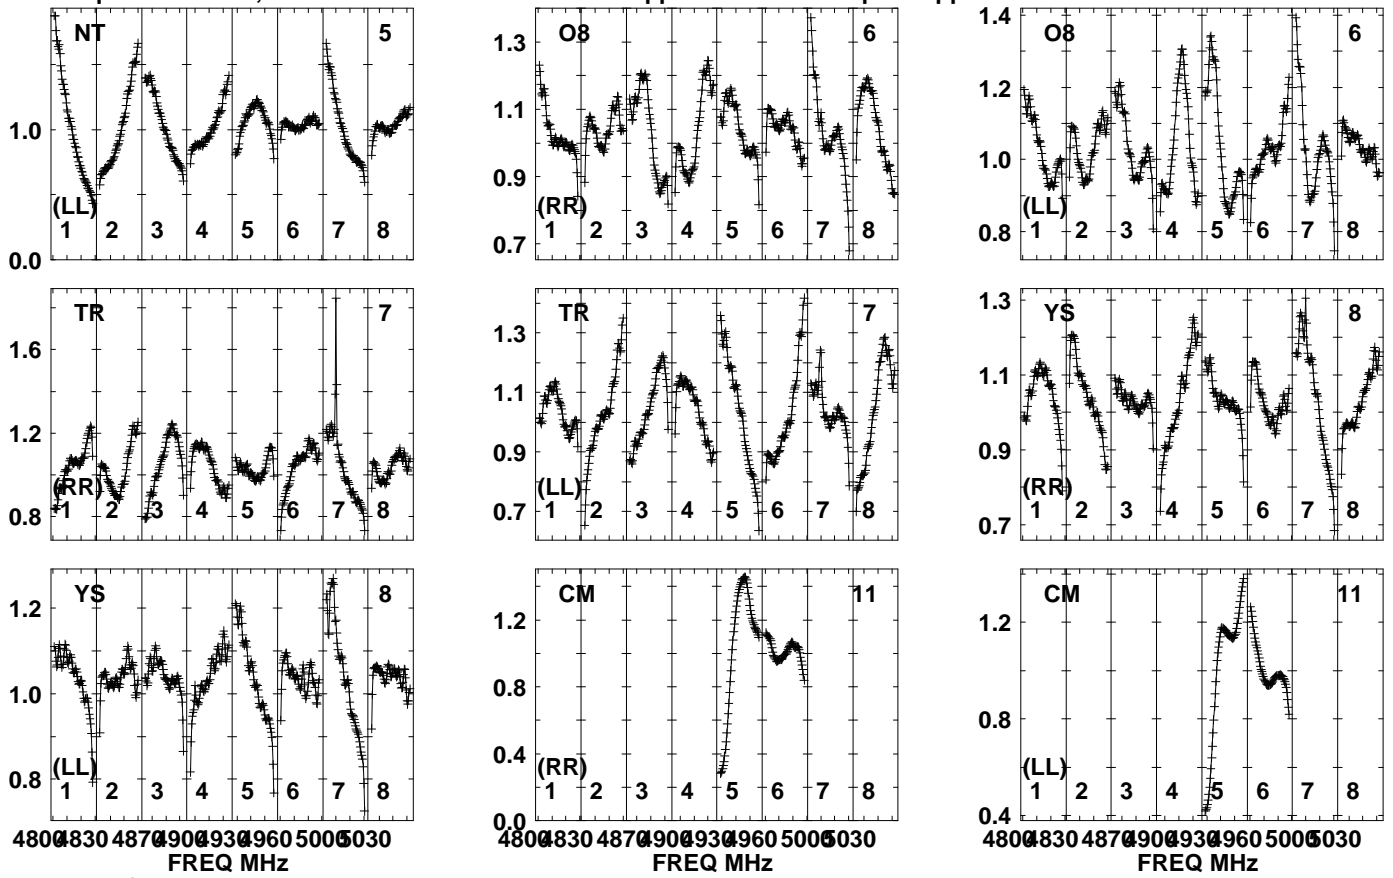 NT 5
1.0
0.0
(LL)
1 2 3 4 5 6 7 8
O8 6
1.3
1.1
0.9
0.7
(RR)
1 2 3 4 5 6 7 8
O8 6
1.4
1.2
1.0
0.8
(LL)
1 2 3 4 5 6 7 8
TR 7
1.6
1.2
0.8
(RR)
1 2 3 4 5 6 7 8
TR 7
1.3
1.1
0.9
0.7
(LL)
1 2 3 4 5 6 7 8
YS 8
1.3
1.1
0.9
0.7
(RR)
1 2 3 4 5 6 7 8
YS 8
1.2
1.0
0.8
(LL)
1 2 3 4 5 6 7 8
4800 4830 4870 4900 4930 4960 5000 5030
FREQ MHz
CM 11
1.2
0.8
0.4
0.0
(RR)
1 2 3 4 5 6 7 8
4800 4830 4870 4900 4930 4960 5000 5030
FREQ MHz
CM 11
1.2
0.8
0.4
(LL)
1 2 3 4 5 6 7 8
4800 4830 4870 4900 4930 4960 5000 5030
FREQ MHz